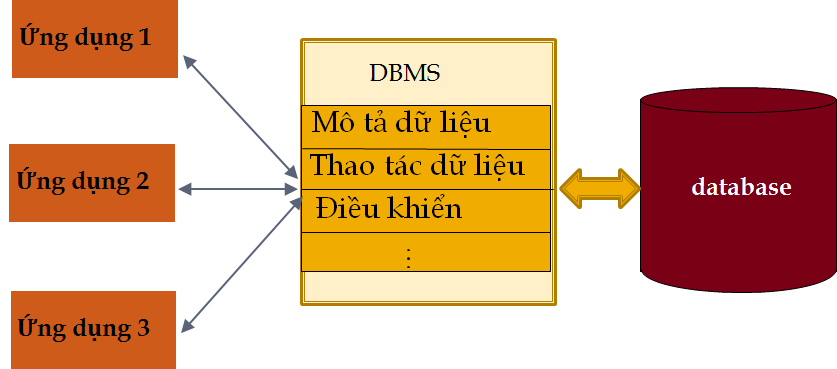 Ứng dụng 1
Ứng dụng 2
Ứng dụng 3
DBMS
Mô tả dữ liệu
Thao tác dữ liệu
Điều khiển
⋮
database